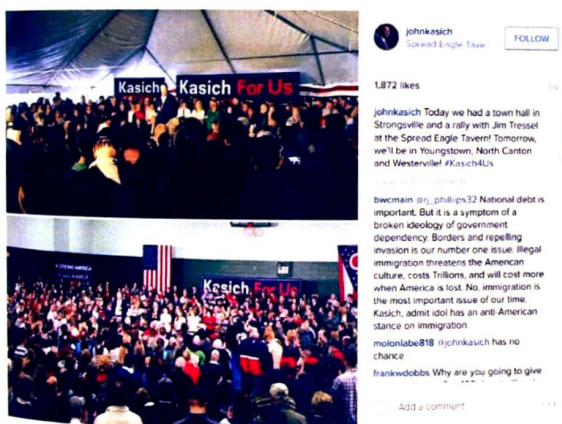 johnkasich
Spread Eagle Tave...
FOLLOW
1,872 likes
johnkasich Today we had a town hall in
Strongsville and a rally with Jim Tressel
at the Spread Eagle Tavern! Tomorrow,
we'll be in Youngstown, North Canton
and Westerville! #Kasich4Us
bwcmain @rj_phillips32 National debt is
important. But it is a symptom of a
broken ideology of government
dependency. Borders and repelling
invasion is our number one issue. Illegal
immigration threatens the American
culture, costs Trillions, and will cost more
when America is lost. No, immigration is
the most important issue of our time.
Kasich, admit idol has an anti-American
stance on immigration.
molonlabe818 @johnkasich has no
chance
frankwdobbs Why are you going to give
Add a comment
Kasich
Kasich For Us
Kasich For Us